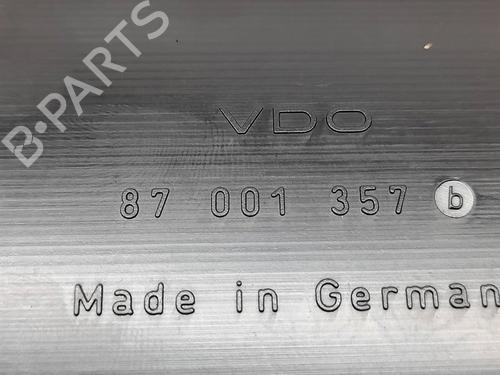 B-PARTS
VDO
87 001 357 b
Made in German